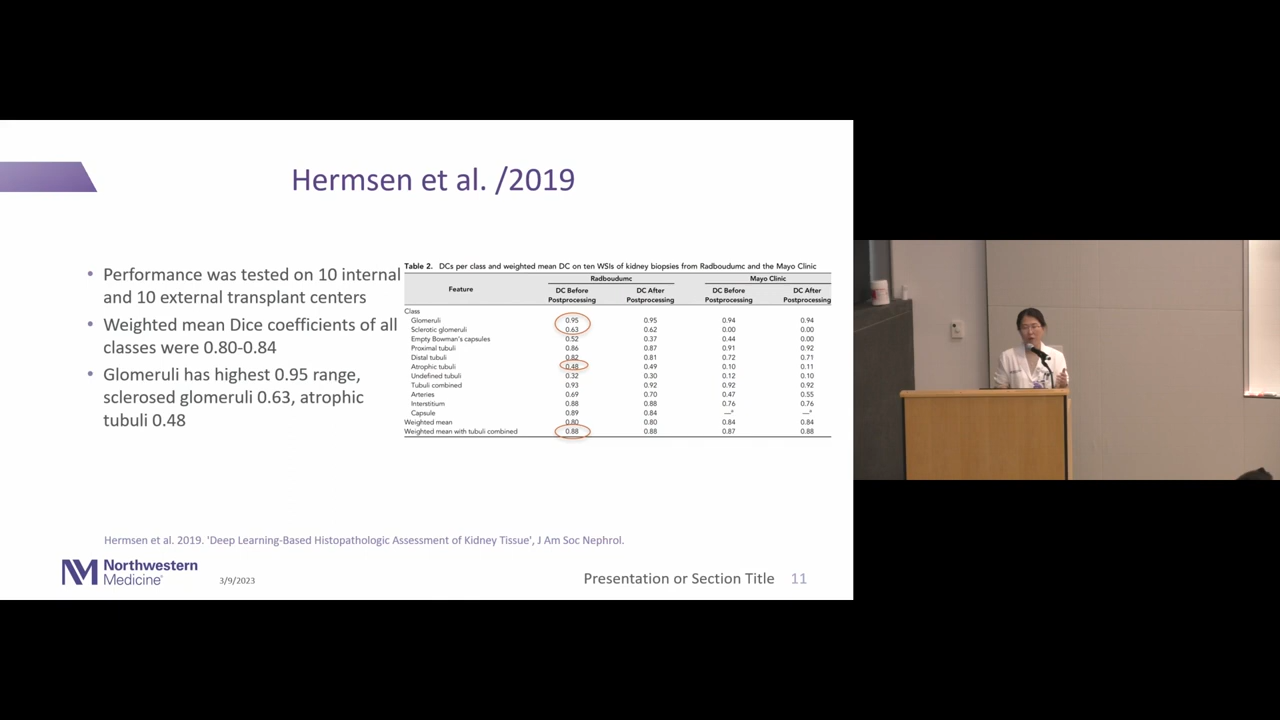 Hermsen et al. /2019
• Performance was tested on 10 internal
and 10 external transplant centers
• Weighted mean Dice coefficients of all
classes were 0.80-0.84
• Glomeruli has highest 0.95 range,
sclerosed glomeruli 0.63, atrophic
tubuli 0.48
Table 2. DCs per class and weighted mean DC on ten WSIs of kidney biopsies from Radboudumc and the Mayo Clinic
Radboudumc Mayo Clinic
Feature DC Before DC After DC Before DC After
Postprocessing Postprocessing Postprocessing Postprocessing
Class
Glomeruli 0.95 0.95 0.94 0.94
Sclerotic glomeruli 0.63 0.62 0.00 0.00
Empty Bowman's capsules 0.52 0.37 0.44 0.00
Proximal tubuli 0.86 0.87 0.91 0.92
Distal tubuli 0.82 0.81 0.72 0.71
Atrophic tubuli 0.48 0.49 0.10 0.11
Undefined tubuli 0.32 0.30 0.12 0.10
Tubuli combined 0.93 0.92 0.92 0.92
Arteries 0.69 0.70 0.47 0.55
Interstitium 0.88 0.88 0.76 0.76
Capsule 0.89 0.84 —ᵃ —ᵃ
Weighted mean 0.80 0.80 0.84 0.84
Weighted mean with tubuli combined 0.88 0.88 0.87 0.88
Hermsen et al. 2019. 'Deep Learning-Based Histopathologic Assessment of Kidney Tissue', J Am Soc Nephrol.
Northwestern
Medicine
3/9/2023
Presentation or Section Title 11